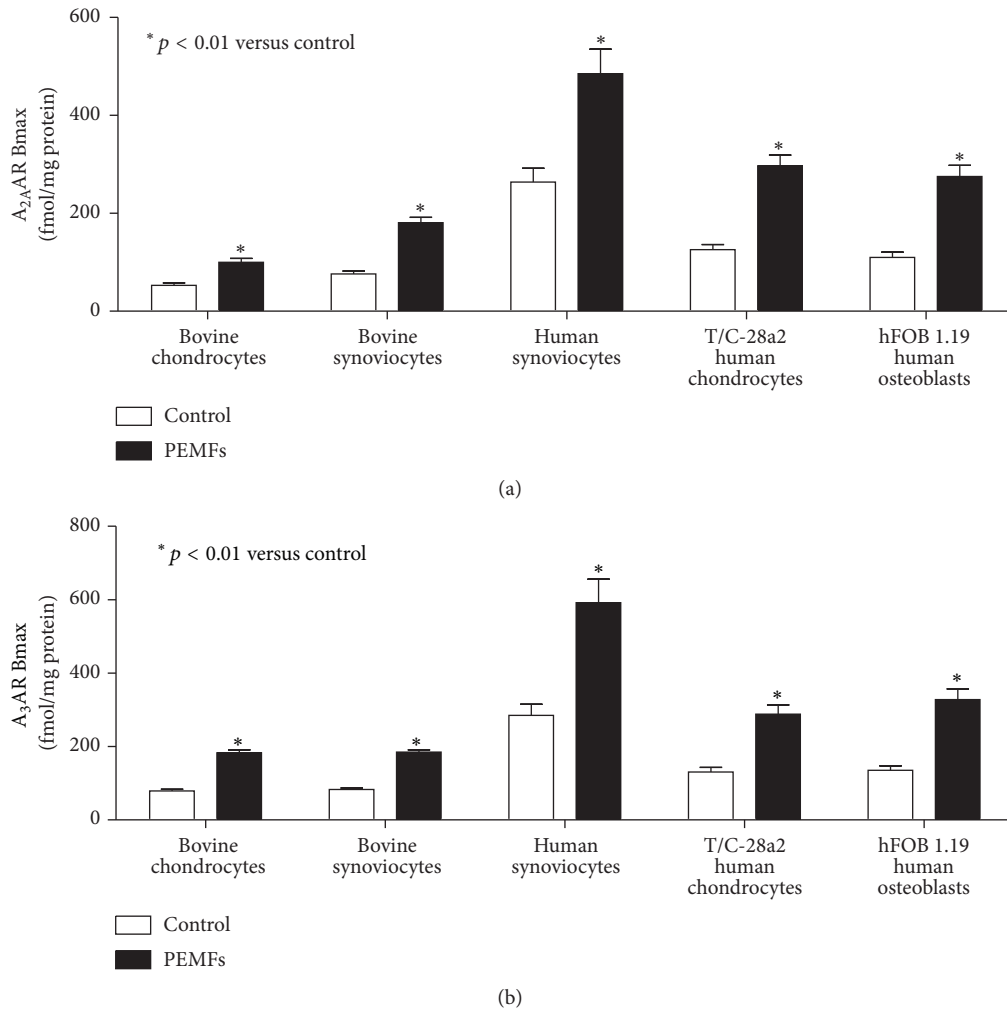 600
400
200
0
A2AAR Bmax
(fmol/mg protein)
* p < 0.01 versus control
*
*
*
*
*
Bovine
chondrocytes
Bovine
synoviocytes
Human
synoviocytes
T/C-28a2
human
chondrocytes
hFOB 1.19
human
osteoblasts
Control
PEMFs
(a)
800
600
400
200
0
A3AR Bmax
(fmol/mg protein)
* p < 0.01 versus control
*
*
*
*
*
Bovine
chondrocytes
Bovine
synoviocytes
Human
synoviocytes
T/C-28a2
human
chondrocytes
hFOB 1.19
human
osteoblasts
Control
PEMFs
(b)